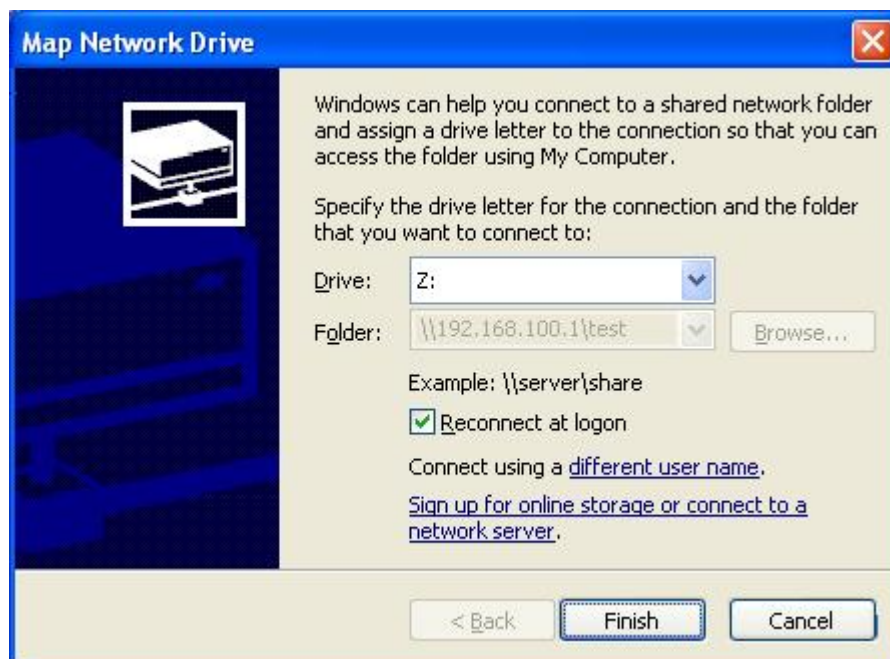 Map Network Drive
Windows can help you connect to a shared network folder
and assign a drive letter to the connection so that you can
access the folder using My Computer.
Specify the drive letter for the connection and the folder
that you want to connect to:
Drive: Z:
Folder: \\192.168.100.1\test Browse...
Example: \\server\share
Reconnect at logon
Connect using a different user name.
Sign up for online storage or connect to a
network server.
< Back Finish Cancel